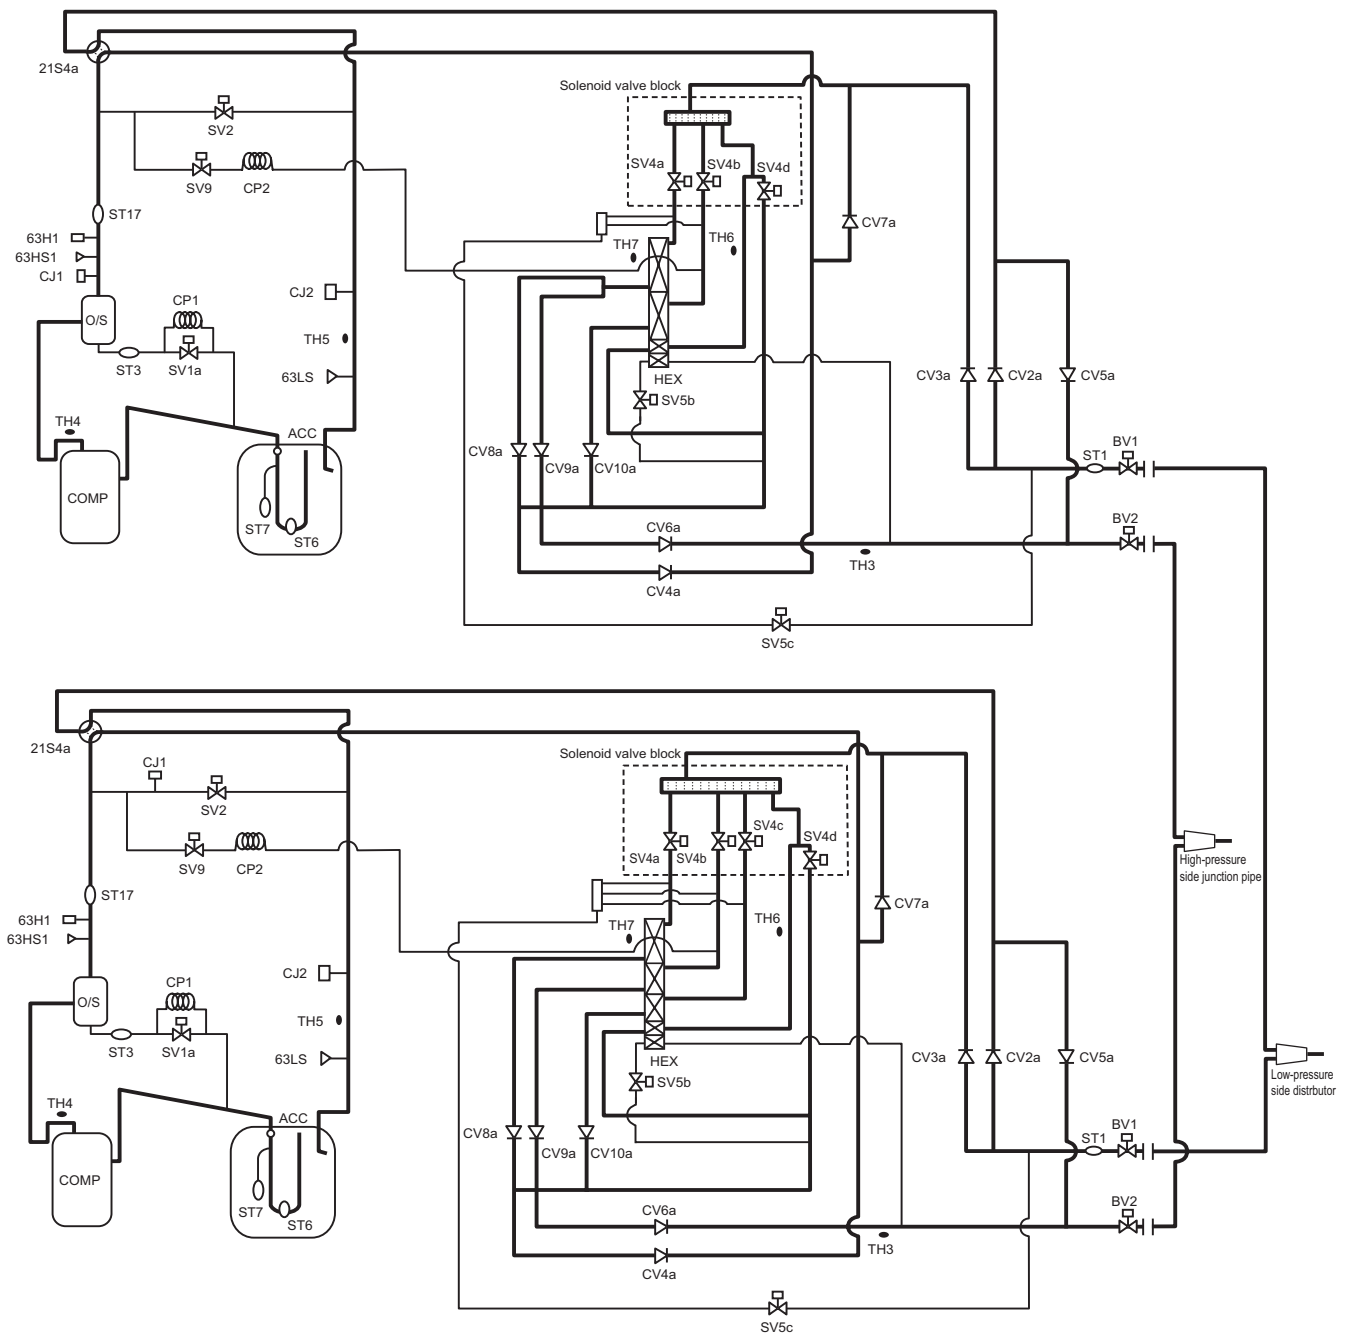 21S4a
Solenoid valve block
SV2
SV9
CP2
SV4a
SV4b
SV4d
ST17
63H1
63HS1
CJ1
TH7
TH6
CV7a
O/S
CP1
CJ2
TH5
ST3
SV1a
63LS
HEX
SV5b
CV3a
CV2a
CV5a
TH4
ACC
COMP
ST7
ST6
CV8a
CV9a
CV10a
ST1
BV1
BV2
CV6a
TH3
CV4a
SV5c
21S4a
Solenoid valve block
CJ1
SV2
SV9
CP2
SV4a
SV4b
SV4c
SV4d
ST17
63H1
63HS1
TH7
TH6
CV7a
High-pressure
side junction pipe
O/S
CP1
CJ2
TH5
ST3
SV1a
63LS
HEX
SV5b
CV3a
CV2a
CV5a
Low-pressure
side distrbutor
TH4
ACC
COMP
ST7
ST6
CV8a
CV9a
CV10a
ST1
BV1
BV2
CV6a
TH3
CV4a
SV5c